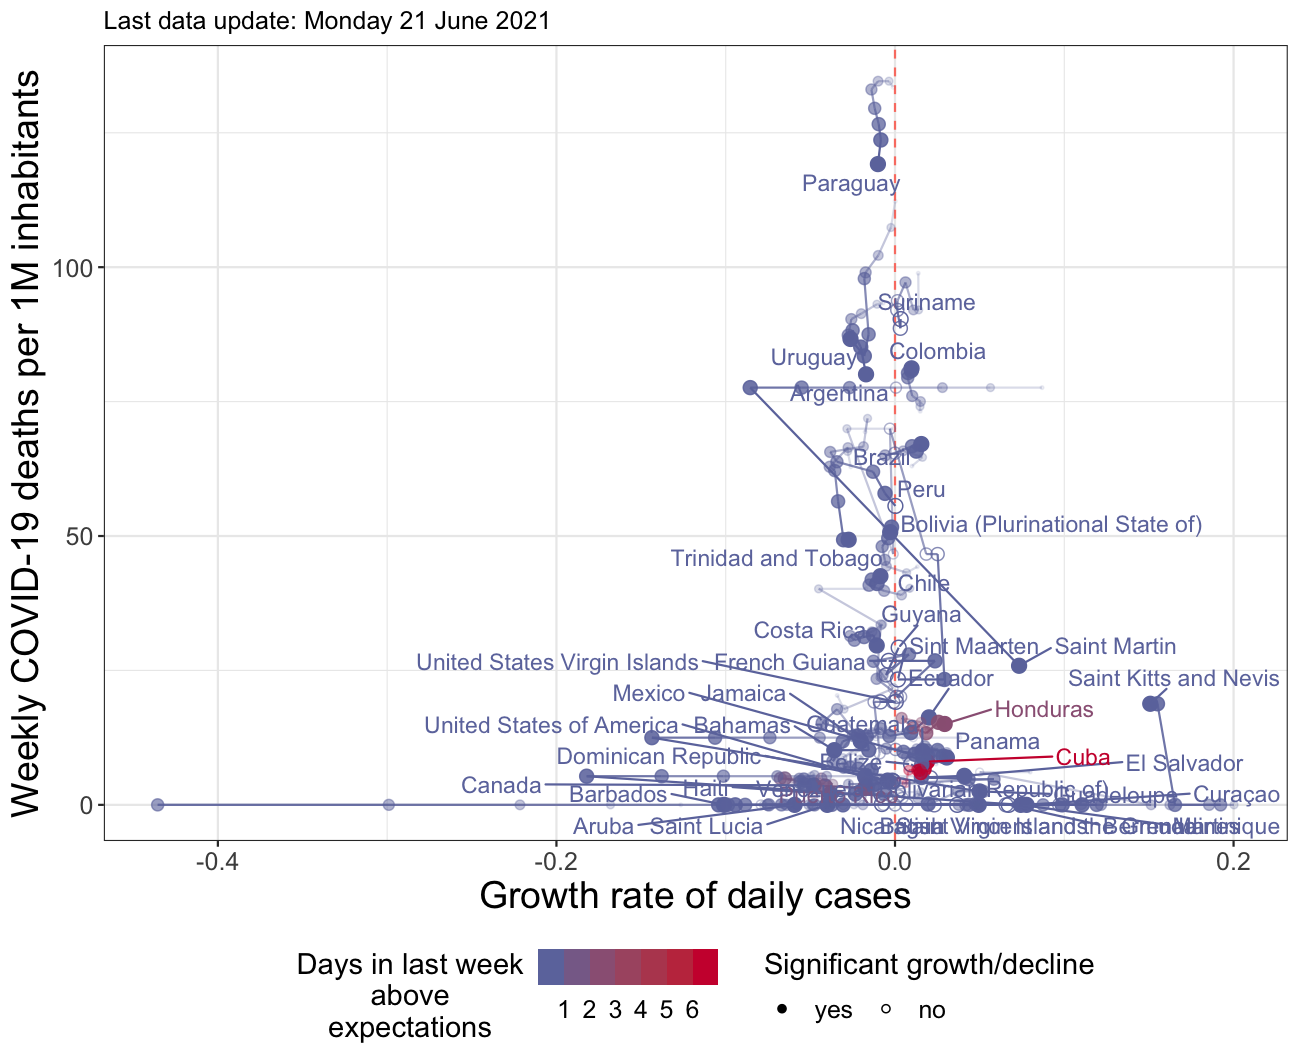 Last data update: Monday 21 June 2021
Weekly COVID-19 deaths per 1M inhabitants
100
50
0
Paraguay
Suriname
Colombia
Uruguay
Argentina
Brazil
Peru
Bolivia (Plurinational State of)
Trinidad and Tobago
Chile
Guyana
Costa Rica
Sint Maarten
Saint Martin
United States Virgin Islands
French Guiana
Ecuador
Saint Kitts and Nevis
Mexico
Jamaica
Honduras
United States of America
Bahamas
Guatemala
Panama
Dominican Republic
Belize
Cuba
El Salvador
Canada
Haiti
Republic of)
Guadeloupe
Barbados
Curaçao
Aruba
Saint Lucia
-0.4
-0.2
0.0
0.2
Growth rate of daily cases
Days in last week
above
expectations
1 2 3 4 5 6
Significant growth/decline
yes
no